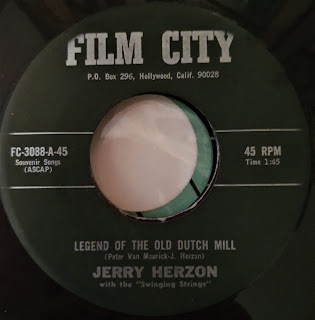 FILM CITY
P.O. Box 296, Hollywood, Calif. 90028
FC-3088-A-45
Souvenir Songs
(ASCAP)
45 RPM
Time 1:45
LEGEND OF THE OLD DUTCH MILL
(Peter Van Maurick-J. Herzon)
JERRY HERZON
with the "Swinging Strings"